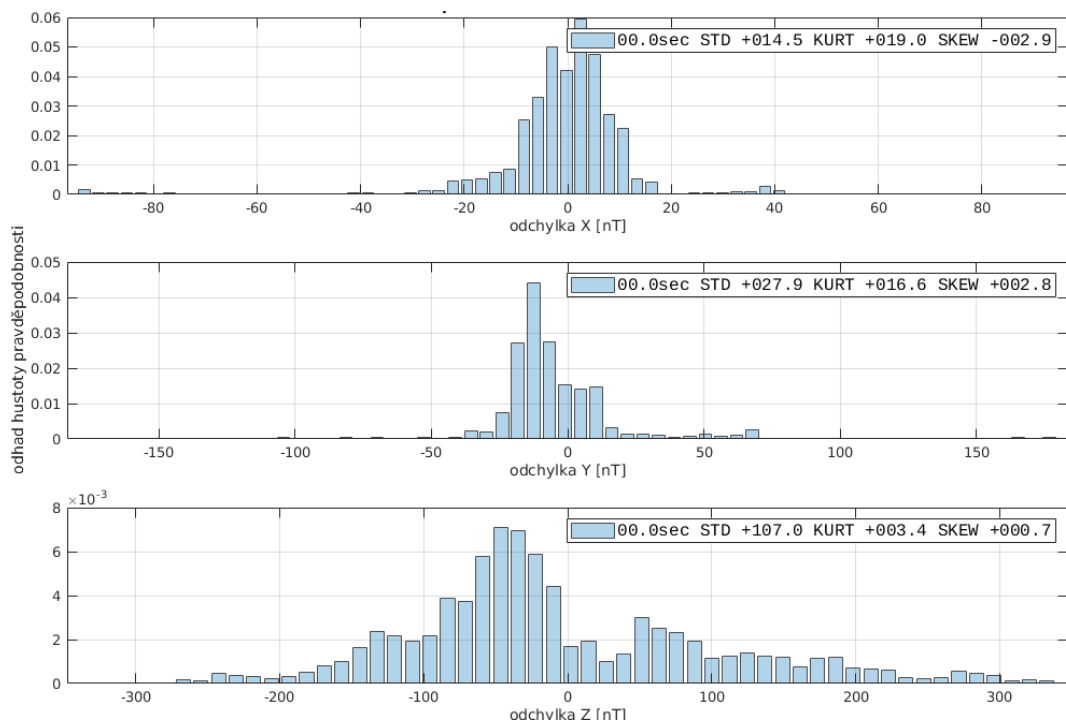 0.06
0.05
0.04
0.03
0.02
0.01
0
00.0sec STD +014.5 KURT +019.0 SKEW -002.9
-80 -60 -40 -20 0 20 40 60 80
odchylka X [nT]
odhad hustoty pravděpodobnosti
0.05
0.04
0.03
0.02
0.01
0
00.0sec STD +027.9 KURT +016.6 SKEW +002.8
-150 -100 -50 0 50 100 150
odchylka Y [nT]
×10-3
8
6
4
2
0
00.0sec STD +107.0 KURT +003.4 SKEW +000.7
-300 -200 -100 0 100 200 300
odchylka Z [nT]